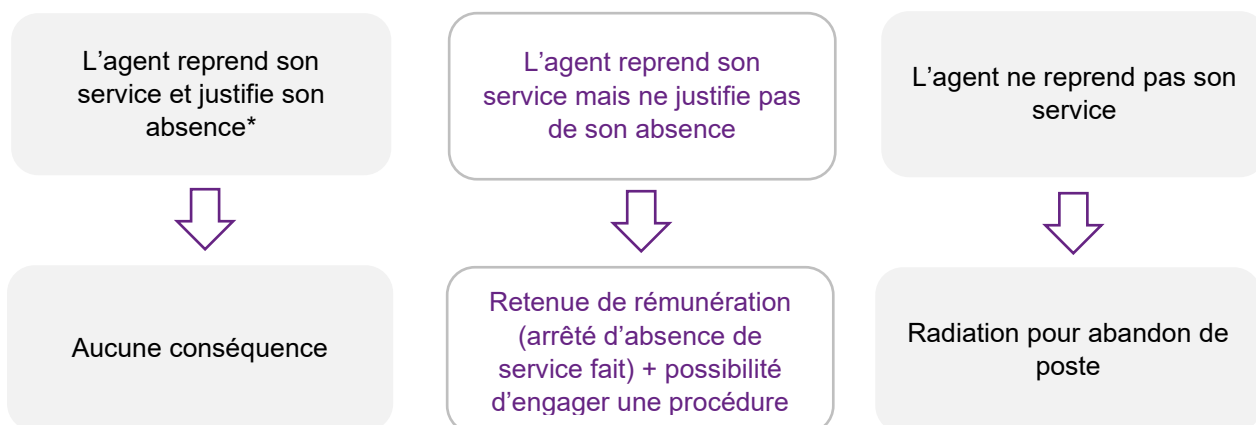 L’agent reprend son
service et justifie son
absence*
L’agent reprend son
service mais ne justifie pas
de son absence
L’agent ne reprend pas son
service
Aucune conséquence
Retenue de rémunération
(arrêté d’absence de
service fait) + possibilité
d’engager une procédure
Radiation pour abandon de
poste